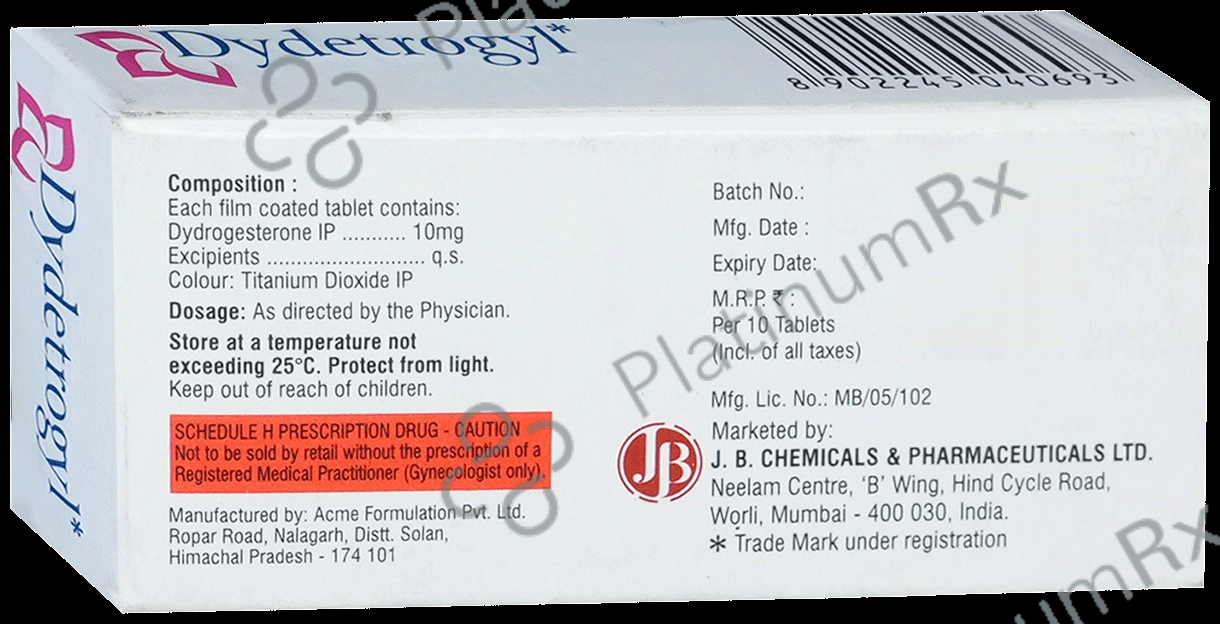 Dydetrogyl*
8 902245 040693
Dydetrogyl*
Composition :
Each film coated tablet contains:
Dydrogesterone IP ........... 10mg
Excipients .......................... q.s.
Colour: Titanium Dioxide IP
Dosage: As directed by the Physician.
Store at a temperature not
exceeding 25°C. Protect from light.
Keep out of reach of children.
SCHEDULE H PRESCRIPTION DRUG - CAUTION
Not to be sold by retail without the prescription of a
Registered Medical Practitioner (Gynecologist only).
Manufactured by: Acme Formulation Pvt. Ltd.
Ropar Road, Nalagarh, Distt. Solan,
Himachal Pradesh - 174 101
Batch No.:
Mfg. Date :
Expiry Date:
M.R.P. ₹ :
Per 10 Tablets
(Incl. of all taxes)
Mfg. Lic. No.: MB/05/102
Marketed by:
JB
J. B. CHEMICALS & PHARMACEUTICALS LTD.
Neelam Centre, ‘B’ Wing, Hind Cycle Road,
Worli, Mumbai - 400 030, India.
* Trade Mark under registration
PlatinumRx